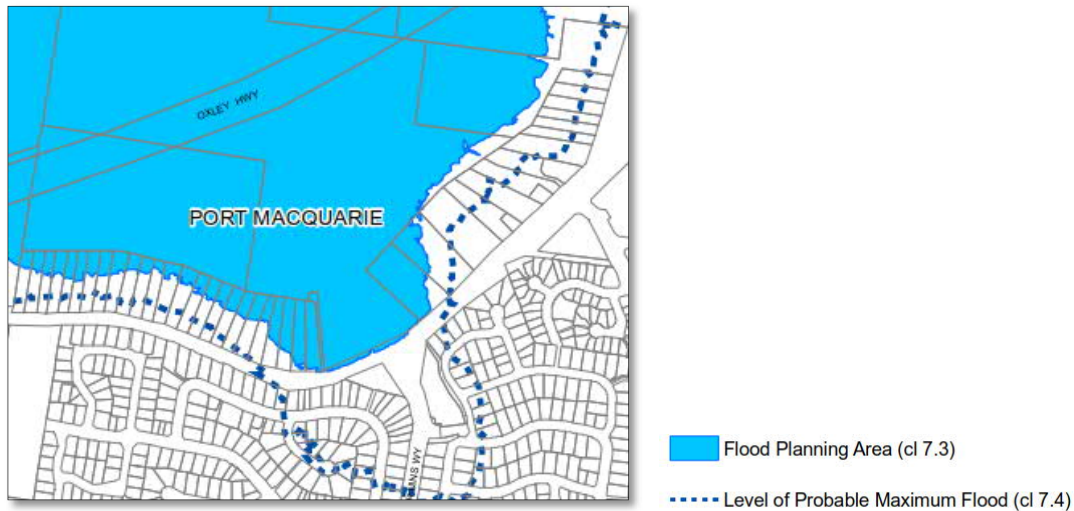 OXLEY HWY
PORT MACQUARIE
Flood Planning Area (cl 7.3)
Level of Probable Maximum Flood (cl 7.4)